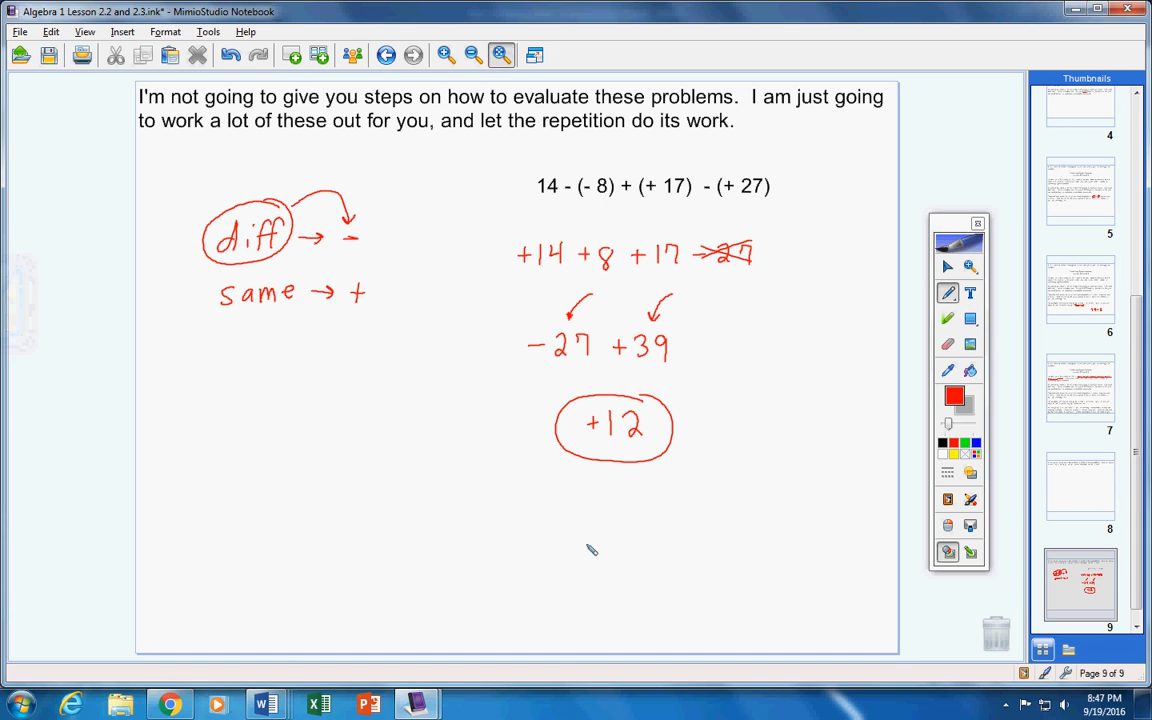 Algebra 1 Lesson 2.2 and 2.3.ink* - MimioStudio Notebook
File Edit View Insert Format Tools Help
I'm not going to give you steps on how to evaluate these problems. I am just going
to work a lot of these out for you, and let the repetition do its work.
14 - (- 8) + (+ 17) - (+ 27)
diff → -
same → +
+14 +8 +17 -27
-27 +39
+12
Thumbnails
4
5
6
7
8
9
Page 9 of 9
8:47 PM
9/19/2016